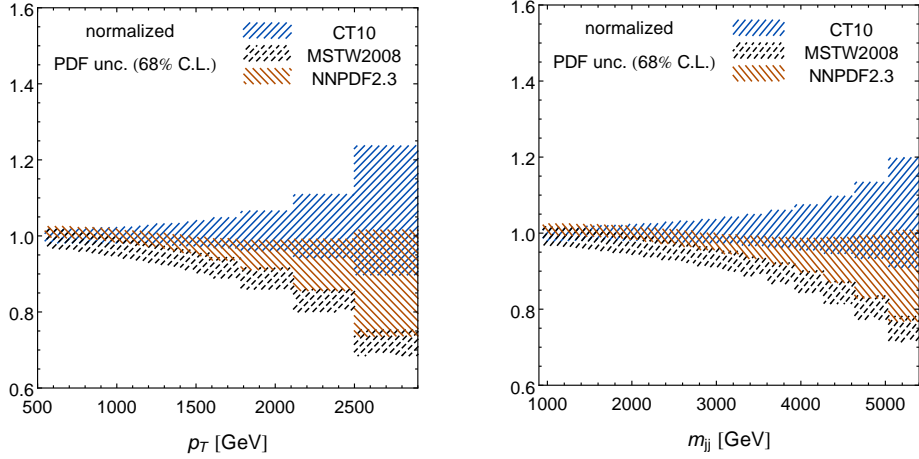 1.6
1.4
1.2
1.0
0.8
0.6
500
1000
1500
2000
2500
p_T [GeV]
normalized
PDF unc. (68% C.L.)
CT10
MSTW2008
NNPDF2.3
1.6
1.4
1.2
1.0
0.8
0.6
1000
2000
3000
4000
5000
m_jj [GeV]
normalized
PDF unc. (68% C.L.)
CT10
MSTW2008
NNPDF2.3